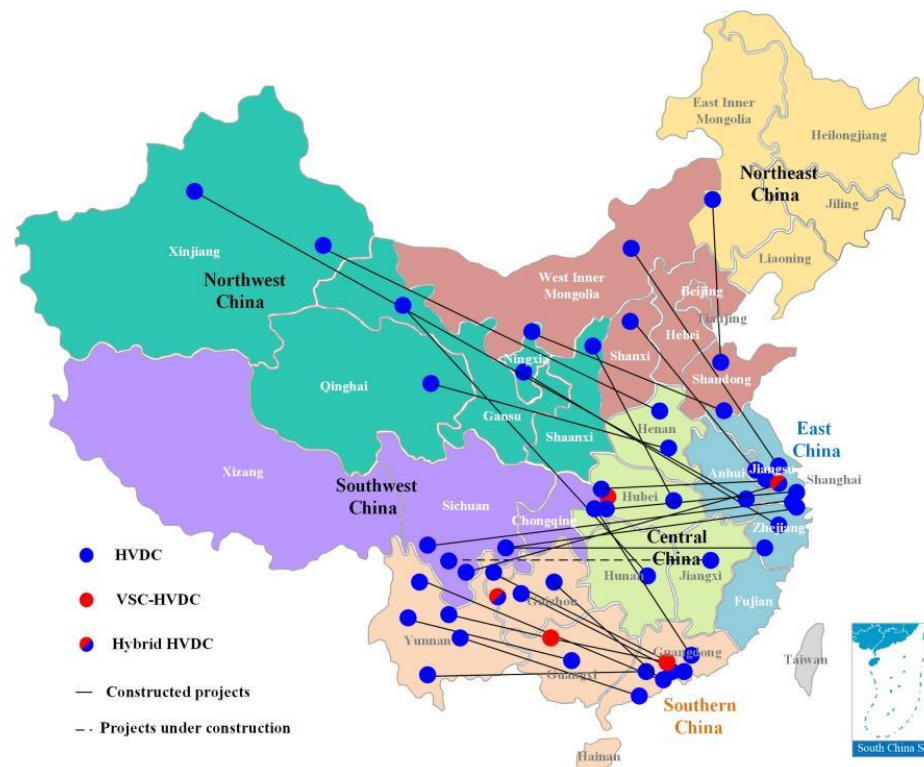 East Inner
Mongolia
Heilongjiang
Northeast
China
Jiling
Liaoning
Xinjiang
Northwest
China
West Inner
Mongolia
Beijing
Tianjing
Hebei
Shanxi
Shandong
Ningxia
Qinghai
Gansu
Shaanxi
Henan
East
China
Xizang
Southwest
China
Sichuan
Chongqing
Hubei
Anhui
Jiangsu
Shanghai
Zhejiang
Central
China
Hunan
Jiangxi
Fujian
Guizhou
Yunnan
Guangxi
Guangdong
Taiwan
Southern
China
Hainan
HVDC
VSC-HVDC
Hybrid HVDC
Constructed projects
Projects under construction
South China S